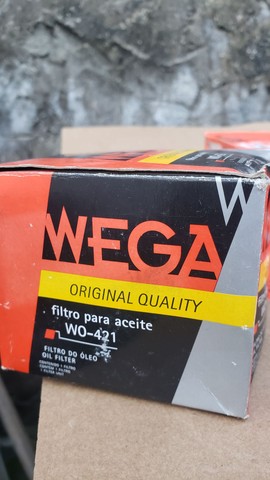 WEGA
ORIGINAL QUALITY
filtro para aceite
WO-421
FILTRO DO ÓLEO
OIL FILTER